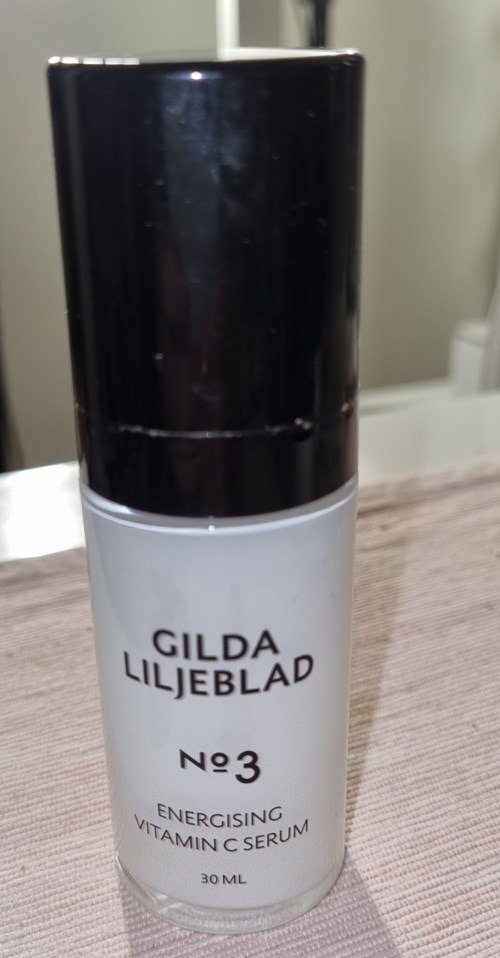 GILDA
LILJEBLAD
Nº3
ENERGISING
VITAMIN C SERUM
30 ML